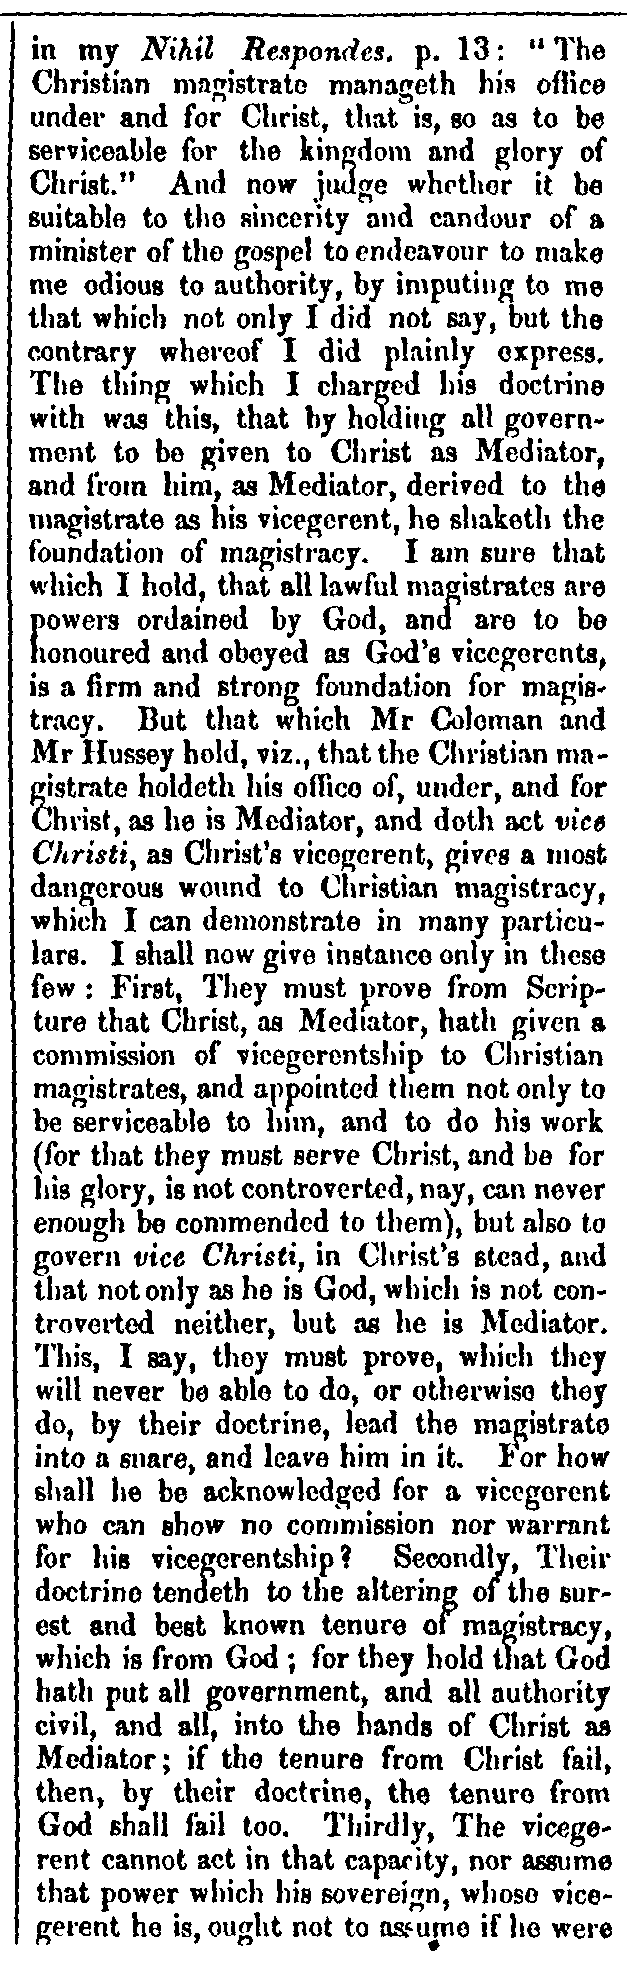 in my Nihil Respondes. p. 13: "The
Christian magistrate manageth his office
under and for Christ, that is, so as to be
serviceable for the kingdom and glory of
Christ." And now judge whether it be
suitable to the sincerity and candour of a
minister of the gospel to endeavour to make
me odious to authority, by imputing to me
that which not only I did not say, but the
contrary whereof I did plainly express.
The thing which I charged his doctrine
with was this, that by holding all govern-
ment to be given to Christ as Mediator,
and from him, as Mediator, derived to the
magistrate as his vicegerent, he shaketh the
foundation of magistracy. I am sure that
which I hold, that all lawful magistrates are
powers ordained by God, and are to be
honoured and obeyed as God's vicegerents,
is a firm and strong foundation for magis-
tracy. But that which Mr Coleman and
Mr Hussey hold, viz., that the Christian ma-
gistrate holdeth his office of, under, and for
Christ, as he is Mediator, and doth act vice
Christi, as Christ's vicegerent, gives a most
dangerous wound to Christian magistracy,
which I can demonstrate in many particu-
lars. I shall now give instance only in these
few: First, They must prove from Scrip-
ture that Christ, as Mediator, hath given a
commission of vicegerentship to Christian
magistrates, and appointed them not only to
be serviceable to him, and to do his work
(for that they must serve Christ, and be for
his glory, is not controverted, nay, can never
enough be commended to them), but also to
govern vice Christi, in Christ's stead, and
that not only as he is God, which is not con-
troverted neither, but as he is Mediator.
This, I say, they must prove, which they
will never be able to do, or otherwise they
do, by their doctrine, lead the magistrate
into a snare, and leave him in it. For how
shall he be acknowledged for a vicegerent
who can show no commission nor warrant
for his vicegerentship? Secondly, Their
doctrine tendeth to the altering of the sur-
est and best known tenure of magistracy,
which is from God; for they hold that God
hath put all government, and all authority
civil, and all, into the hands of Christ as
Mediator; if the tenure from Christ fail,
then, by their doctrine, the tenure from
God shall fail too. Thirdly, The vicege-
rent cannot act in that capacity, nor assume
that power which his sovereign, whose vice-
gerent he is, ought not to assume if he were